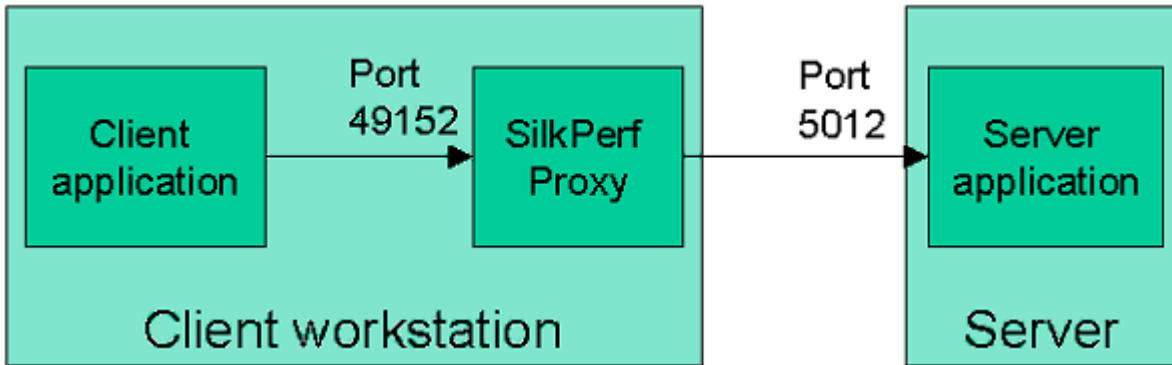 Client
application
Port
49152
SilkPerf
Proxy
Port
5012
Server
application
Client workstation
Server